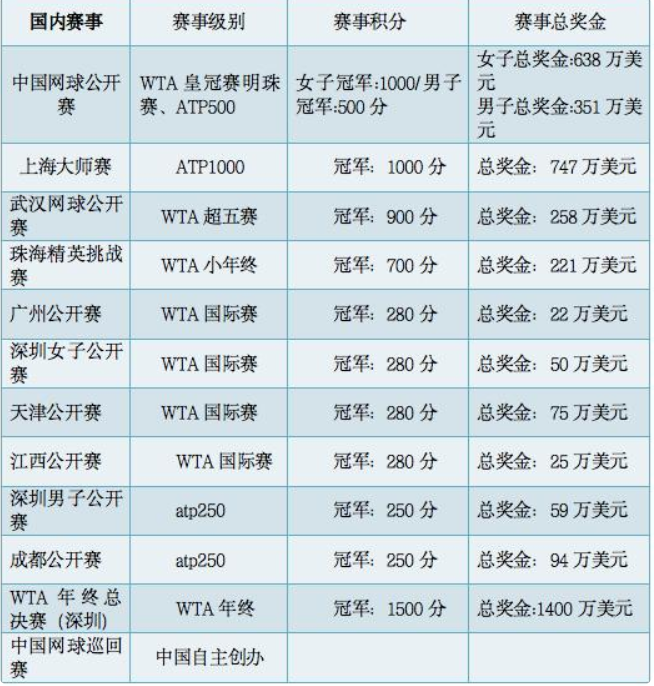 国内赛事 赛事级别 赛事积分 赛事总奖金
中国网球公开
赛
WTA 皇冠赛明珠
赛、ATP500
女子冠军:1000/男子
冠军:500 分
女子总奖金:638 万美
元
男子总奖金:351 万美
元
上海大师赛 ATP1000 冠军：1000 分 总奖金：747 万美元
武汉网球公开
赛
WTA 超五赛 冠军：900 分 总奖金：258 万美元
珠海精英挑战
赛
WTA 小年终 冠军：700 分 总奖金：221 万美元
广州公开赛 WTA 国际赛 冠军：280 分 总奖金：22 万美元
深圳女子公开
赛
WTA 国际赛 冠军：280 分 总奖金：50 万美元
天津公开赛 WTA 国际赛 冠军：280 分 总奖金：75 万美元
江西公开赛 WTA 国际赛 冠军：280 分 总奖金：25 万美元
深圳男子公开
赛
atp250 冠军：250 分 总奖金：59 万美元
成都公开赛 atp250 冠军：250 分 总奖金：94 万美元
WTA 年终总
决赛（深圳）
WTA 年终 冠军：1500 分 总奖金:1400 万美元
中国网球巡回
赛
中国自主创办